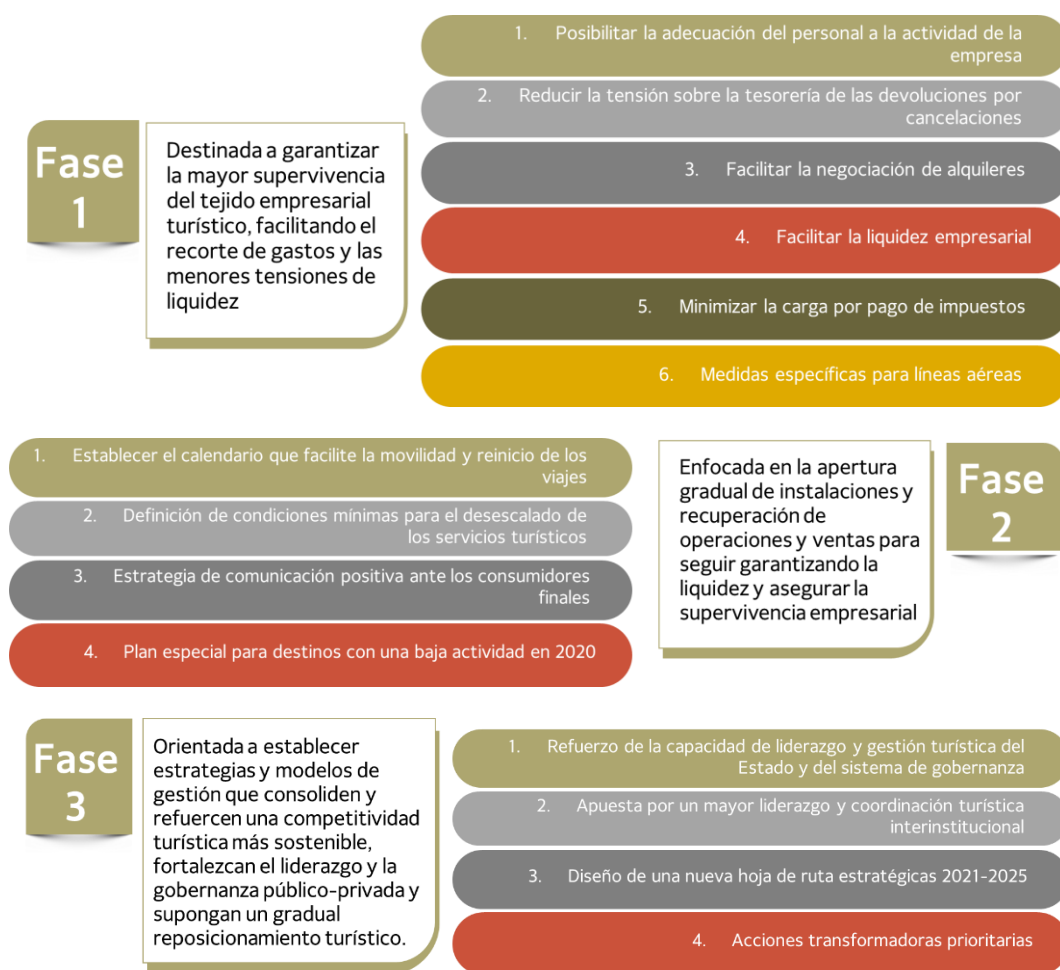 Fase
1
Destinada a garantizar
la mayor supervivencia
del tejido empresarial
turístico, facilitando el
recorte de gastos y las
menores tensiones de
liquidez
1. Posibilitar la adecuación del personal a la actividad de la
empresa
2. Reducir la tensión sobre la tesorería de las devoluciones por
cancelaciones
3. Facilitar la negociación de alquileres
4. Facilitar la liquidez empresarial
5. Minimizar la carga por pago de impuestos
6. Medidas específicas para líneas aéreas
Fase
2
Enfocada en la apertura
gradual de instalaciones y
recuperación de
operaciones y ventas para
seguir garantizando la
liquidez y asegurar la
supervivencia empresarial
1. Establecer el calendario que facilite la movilidad y reinicio de los
viajes
2. Definición de condiciones mínimas para el desescalado de
los servicios turísticos
3. Estrategia de comunicación positiva ante los consumidores
finales
4. Plan especial para destinos con una baja actividad en 2020
Fase
3
Orientada a establecer
estrategias y modelos de
gestión que consoliden y
refuercen una competitividad
turística más sostenible,
fortalezcan el liderazgo y la
gobernanza público-privada y
supongan un gradual
reposicionamiento turístico.
1. Refuerzo de la capacidad de liderazgo y gestión turística del
Estado y del sistema de gobernanza
2. Apuesta por un mayor liderazgo y coordinación turística
interinstitucional
3. Diseño de una nueva hoja de ruta estratégicas 2021-2025
4. Acciones transformadoras prioritarias